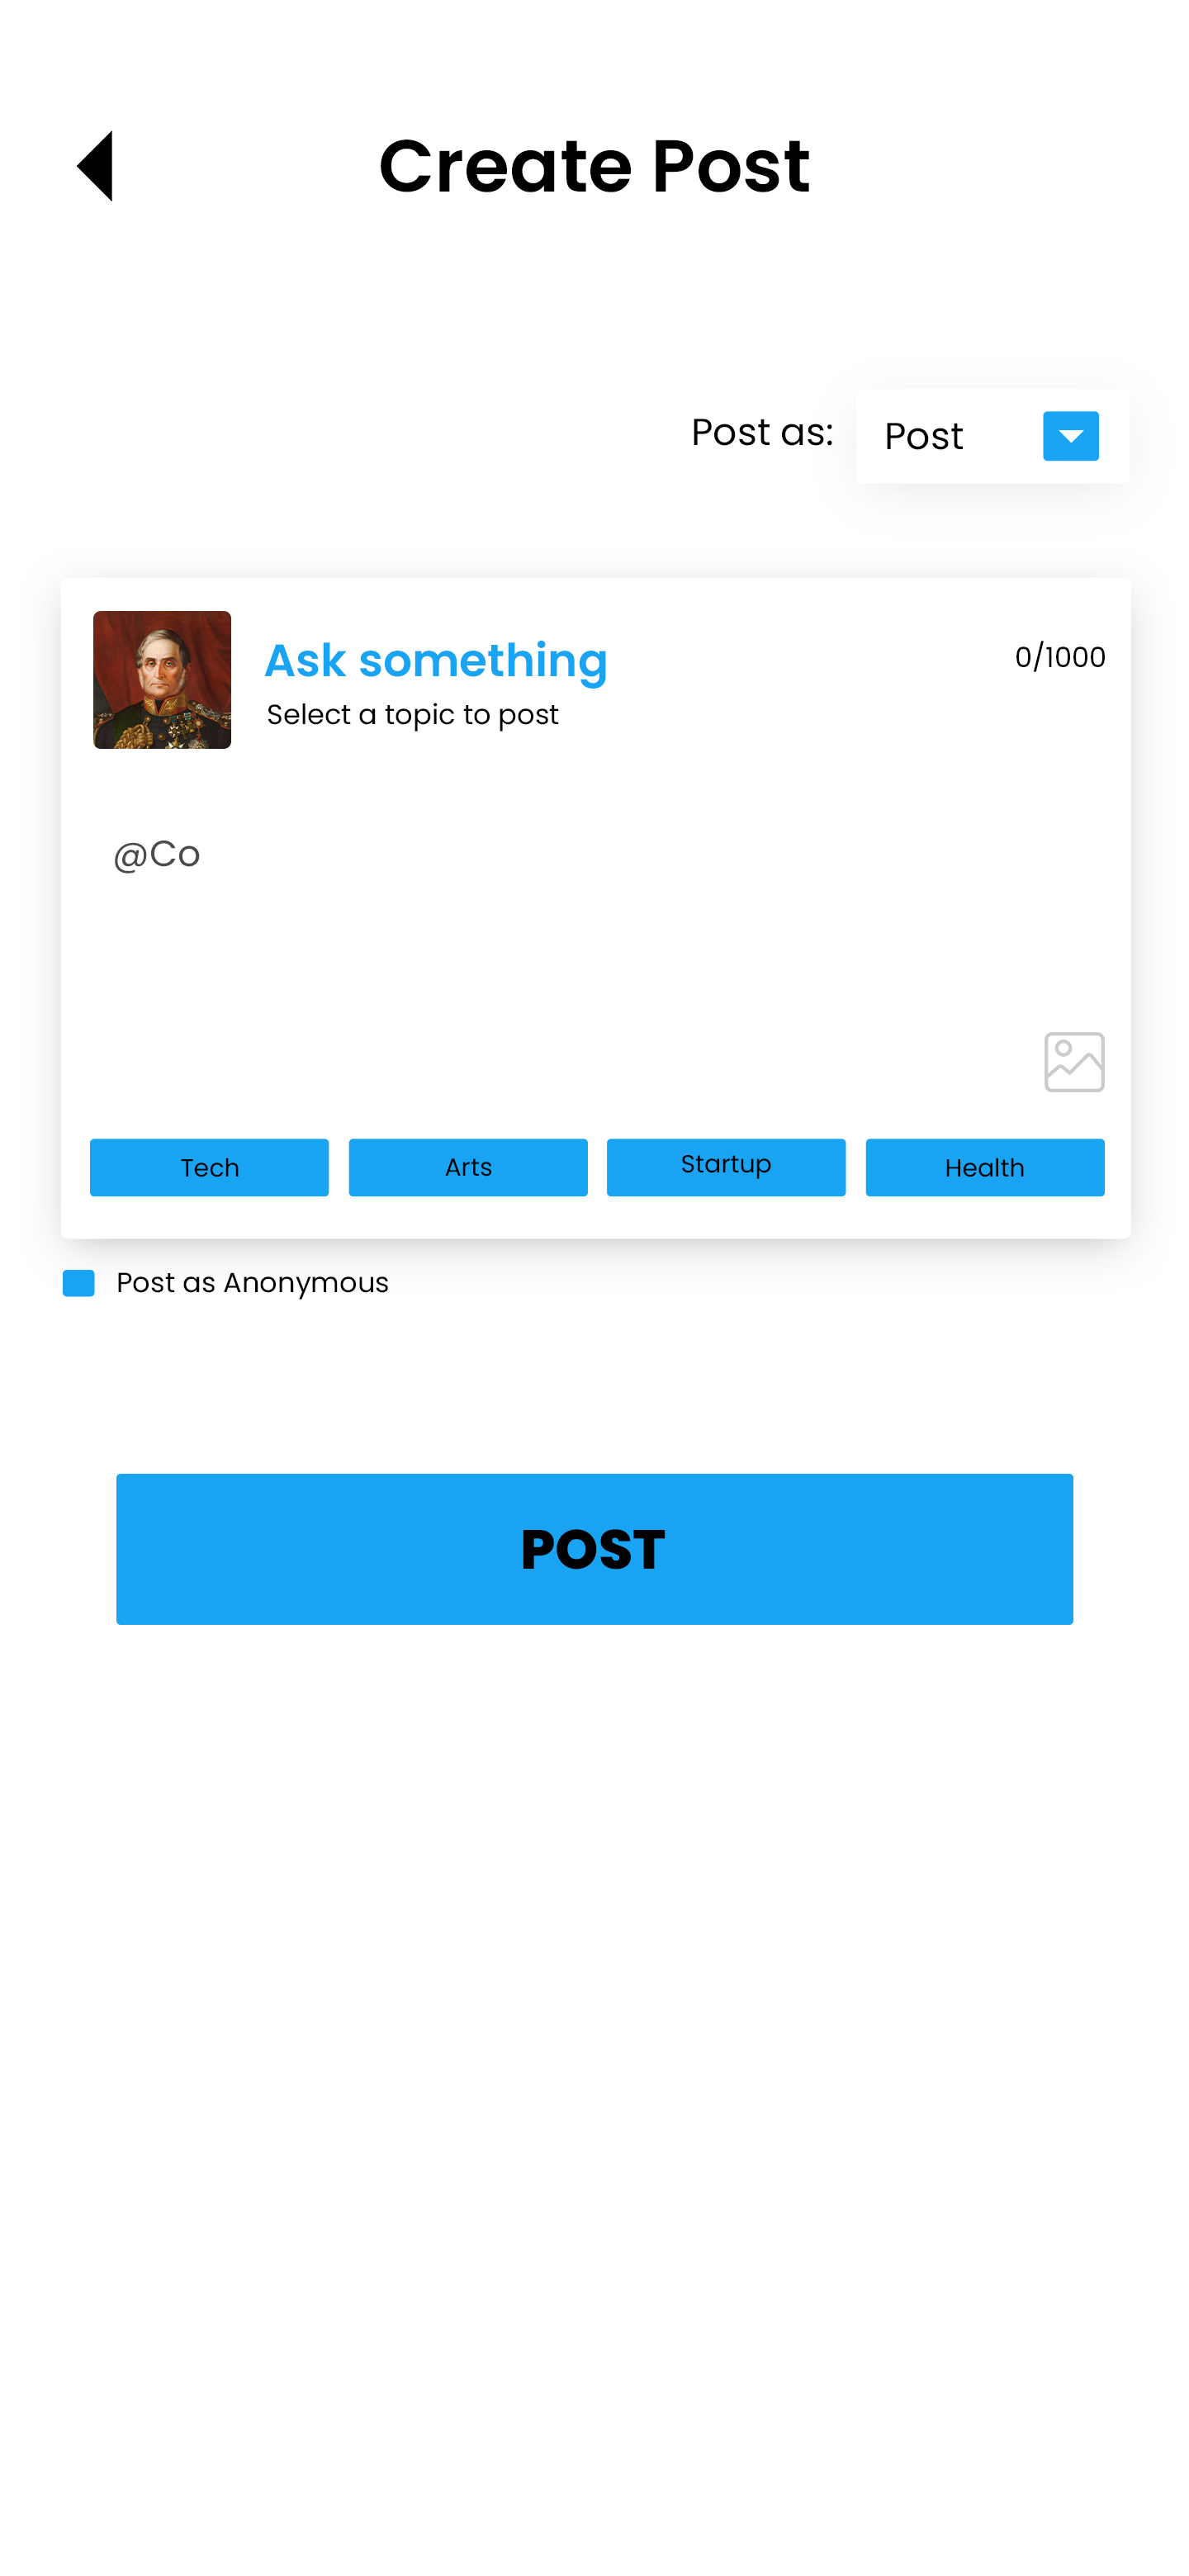 Create Post
Post as: Post
Ask something
0/1000
Select a topic to post
@Co
Tech Arts Startup Health
Post as Anonymous
POST